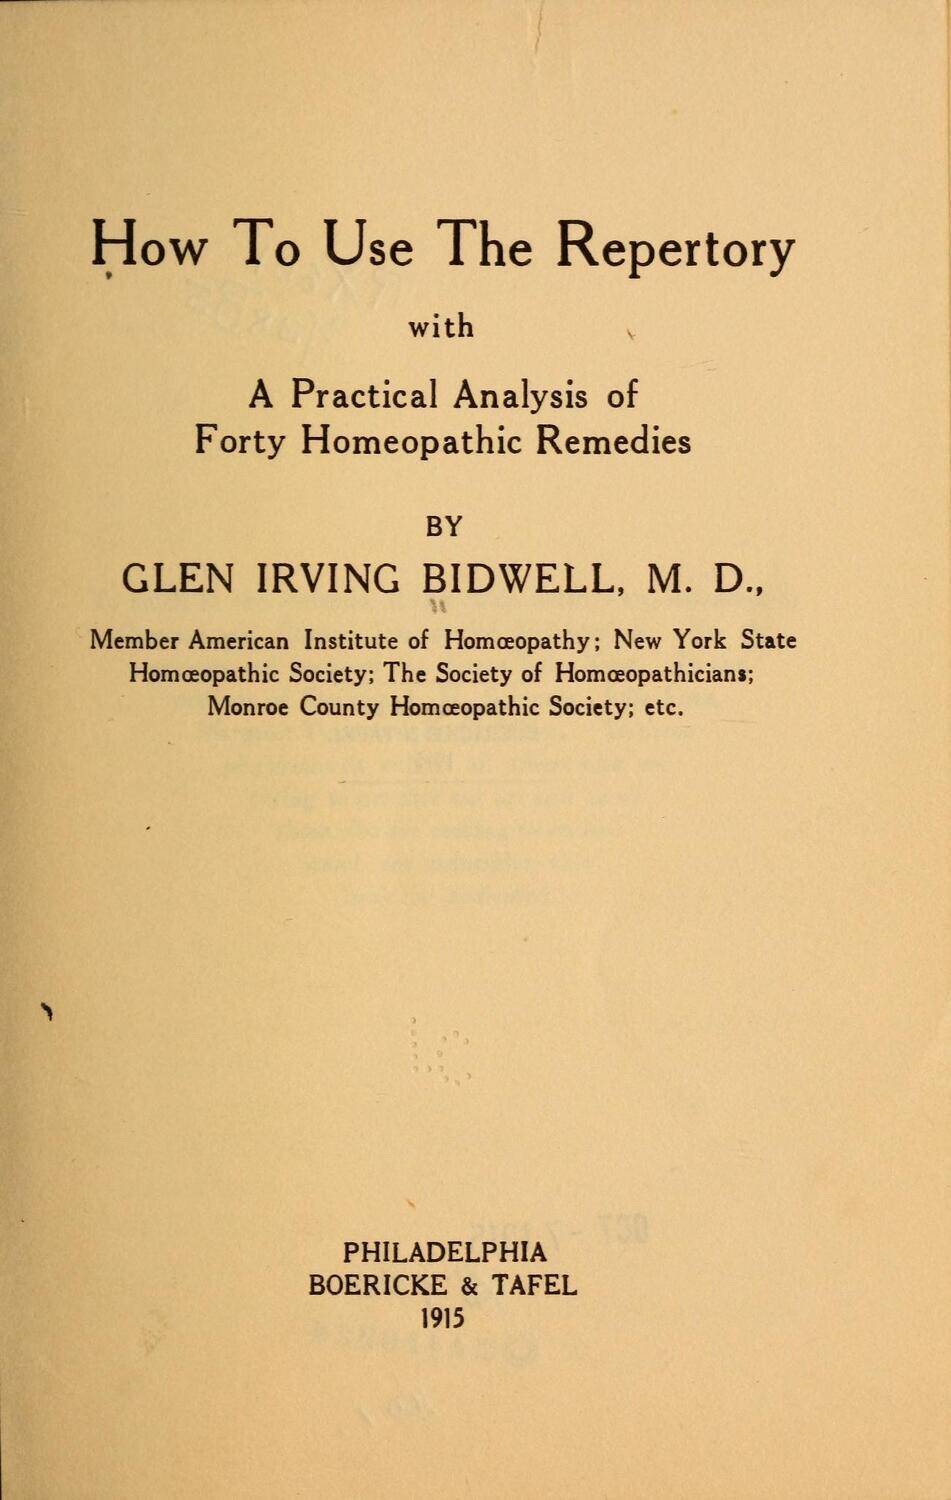 How To Use The Repertory
with
A Practical Analysis of
Forty Homeopathic Remedies
BY
GLEN IRVING BIDWELL, M. D.,
Member American Institute of Homœopathy; New York State
Homœopathic Society; The Society of Homœopathicians;
Monroe County Homœopathic Society; etc.
PHILADELPHIA
BOERICKE & TAFEL
1915